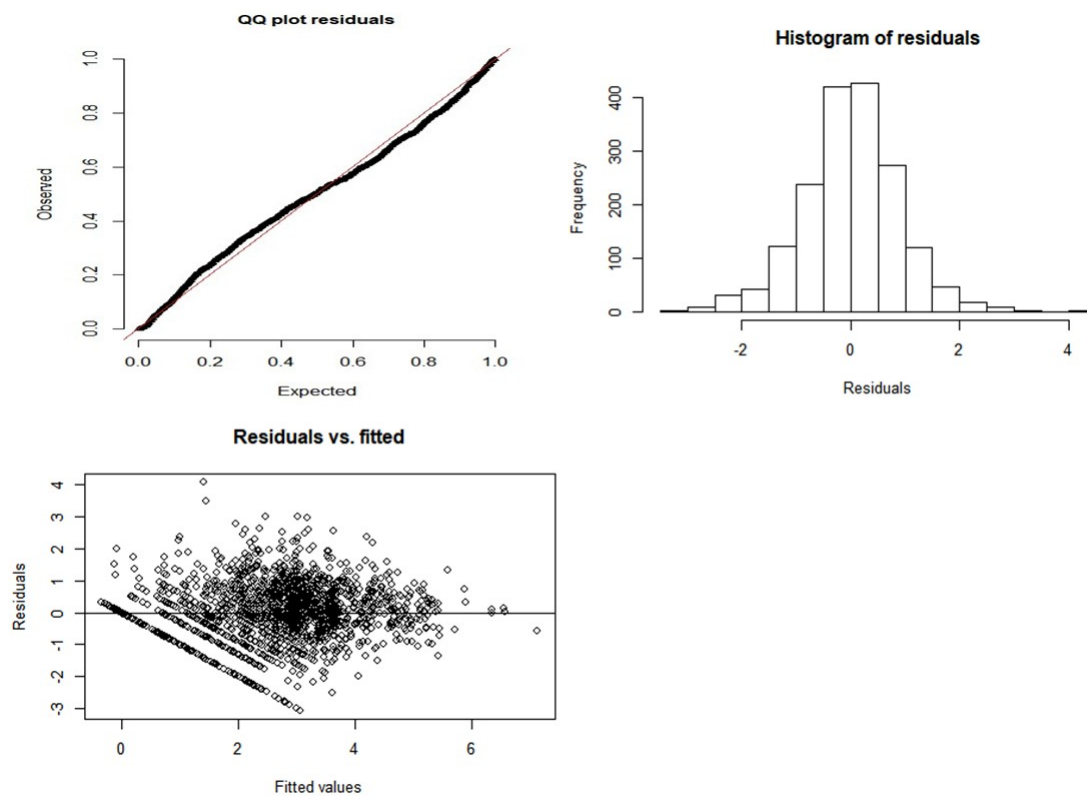 QQ plot residuals
Observed
0.0 0.2 0.4 0.6 0.8 1.0
0.0 0.2 0.4 0.6 0.8 1.0
Expected
Histogram of residuals
Frequency
0 100 200 300 400
-2 0 2 4
Residuals
Residuals vs. fitted
Residuals
-3 -2 -1 0 1 2 3 4
0 2 4 6
Fitted values